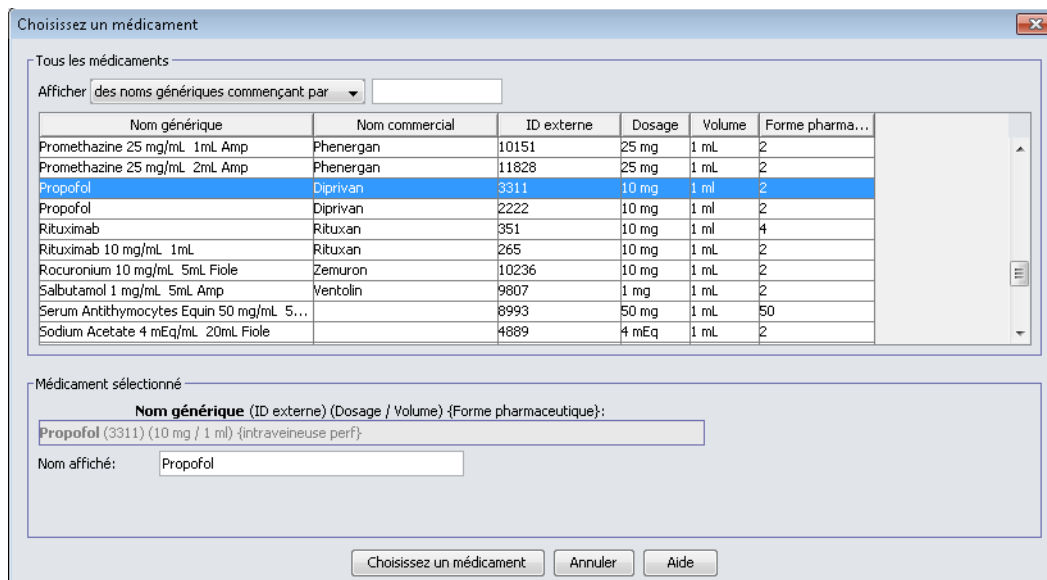 Choisissez un médicament
Tous les médicaments
Afficher des noms génériques commençant par
Nom générique Nom commercial ID externe Dosage Volume Forme pharma...
Promethazine 25 mg/mL 1mL Amp Phenergan 10151 25 mg 1 mL 2
Promethazine 25 mg/mL 2mL Amp Phenergan 11828 25 mg 1 mL 2
Propofol Diprivan 3311 10 mg 1 ml 2
Propofol Diprivan 2222 10 mg 1 ml 2
Rituximab Rituxan 351 10 mg 1 ml 4
Rituximab 10 mg/mL 1mL Rituxan 265 10 mg 1 mL 2
Rocuronium 10 mg/mL 5mL Fiole Zemuron 10236 10 mg 1 mL 2
Salbutamol 1 mg/mL 5mL Amp Ventolin 9807 1 mg 1 mL 2
Serum Antithymocytes Equin 50 mg/mL 5... 8993 50 mg 1 mL 50
Sodium Acetate 4 mEq/mL 20mL Fiole 4889 4 mEq 1 mL 2
Médicament sélectionné
Nom générique (ID externe) (Dosage / Volume) {Forme pharmaceutique}:
Propofol (3311) (10 mg / 1 ml) {intraveineuse perf}
Nom affiché: Propofol
Choisissez un médicament Annuler Aide